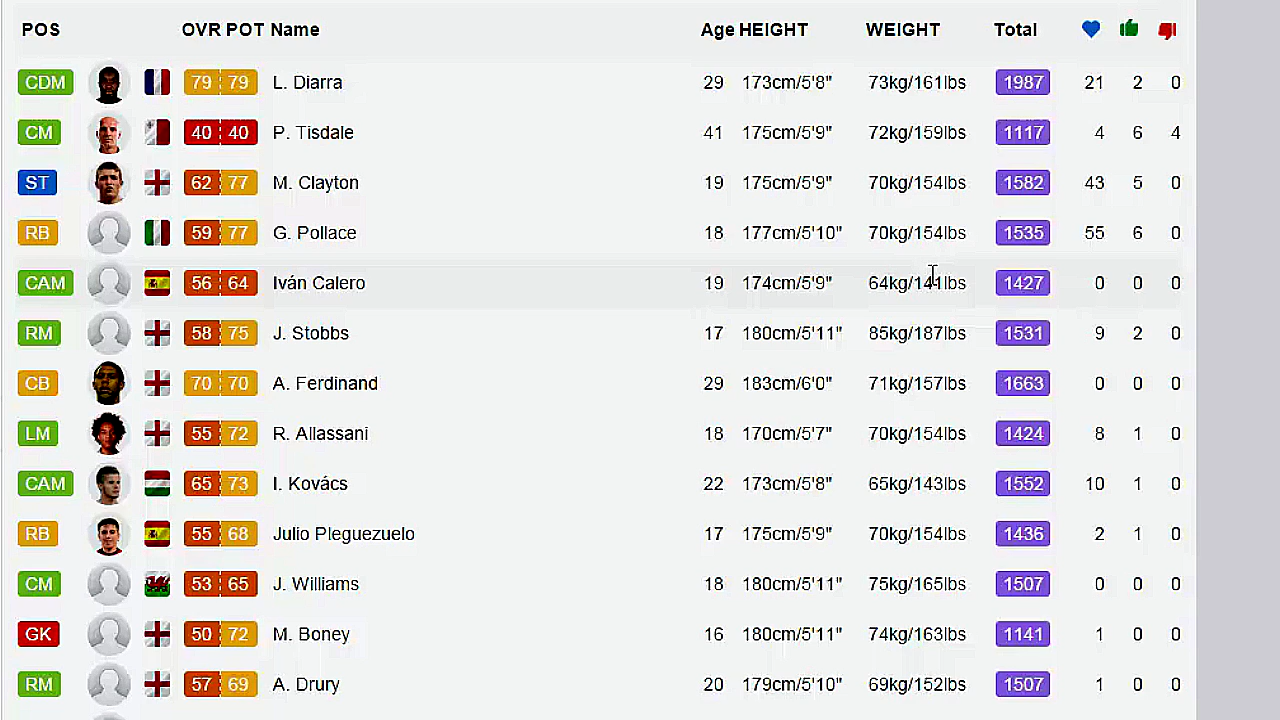 POS OVR POT Name Age HEIGHT WEIGHT Total
CDM 79 79 L. Diarra 29 173cm/5'8" 73kg/161lbs 1987 21 2 0
CM 40 40 P. Tisdale 41 175cm/5'9" 72kg/159lbs 1117 4 6 4
ST 62 77 M. Clayton 19 175cm/5'9" 70kg/154lbs 1582 43 5 0
RB 59 77 G. Pollace 18 177cm/5'10" 70kg/154lbs 1535 55 6 0
CAM 56 64 Iván Calero 19 174cm/5'9" 64kg/141lbs 1427 0 0 0
RM 58 75 J. Stobbs 17 180cm/5'11" 85kg/187lbs 1531 9 2 0
CB 70 70 A. Ferdinand 29 183cm/6'0" 71kg/157lbs 1663 0 0 0
LM 55 72 R. Allassani 18 170cm/5'7" 70kg/154lbs 1424 8 1 0
CAM 65 73 I. Kovács 22 173cm/5'8" 65kg/143lbs 1552 10 1 0
RB 55 68 Julio Pleguezuelo 17 175cm/5'9" 70kg/154lbs 1436 2 1 0
CM 53 65 J. Williams 18 180cm/5'11" 75kg/165lbs 1507 0 0 0
GK 50 72 M. Boney 16 180cm/5'11" 74kg/163lbs 1141 1 0 0
RM 57 69 A. Drury 20 179cm/5'10" 69kg/152lbs 1507 1 0 0